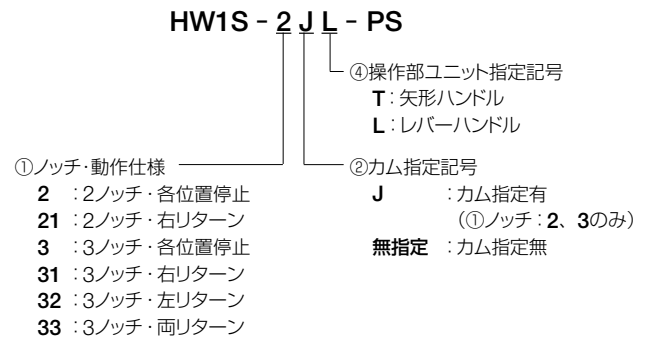 HW1S - 2 J L - PS
④操作部ユニット指定記号
T：矢形ハンドル
L：レバーハンドル
①ノッチ・動作仕様
2 ：2ノッチ・各位置停止
21 ：2ノッチ・右リターン
3 ：3ノッチ・各位置停止
31 ：3ノッチ・右リターン
32 ：3ノッチ・左リターン
33 ：3ノッチ・両リターン
②カム指定記号
J ：カム指定有
（①ノッチ：2、3のみ）
無指定 ：カム指定無